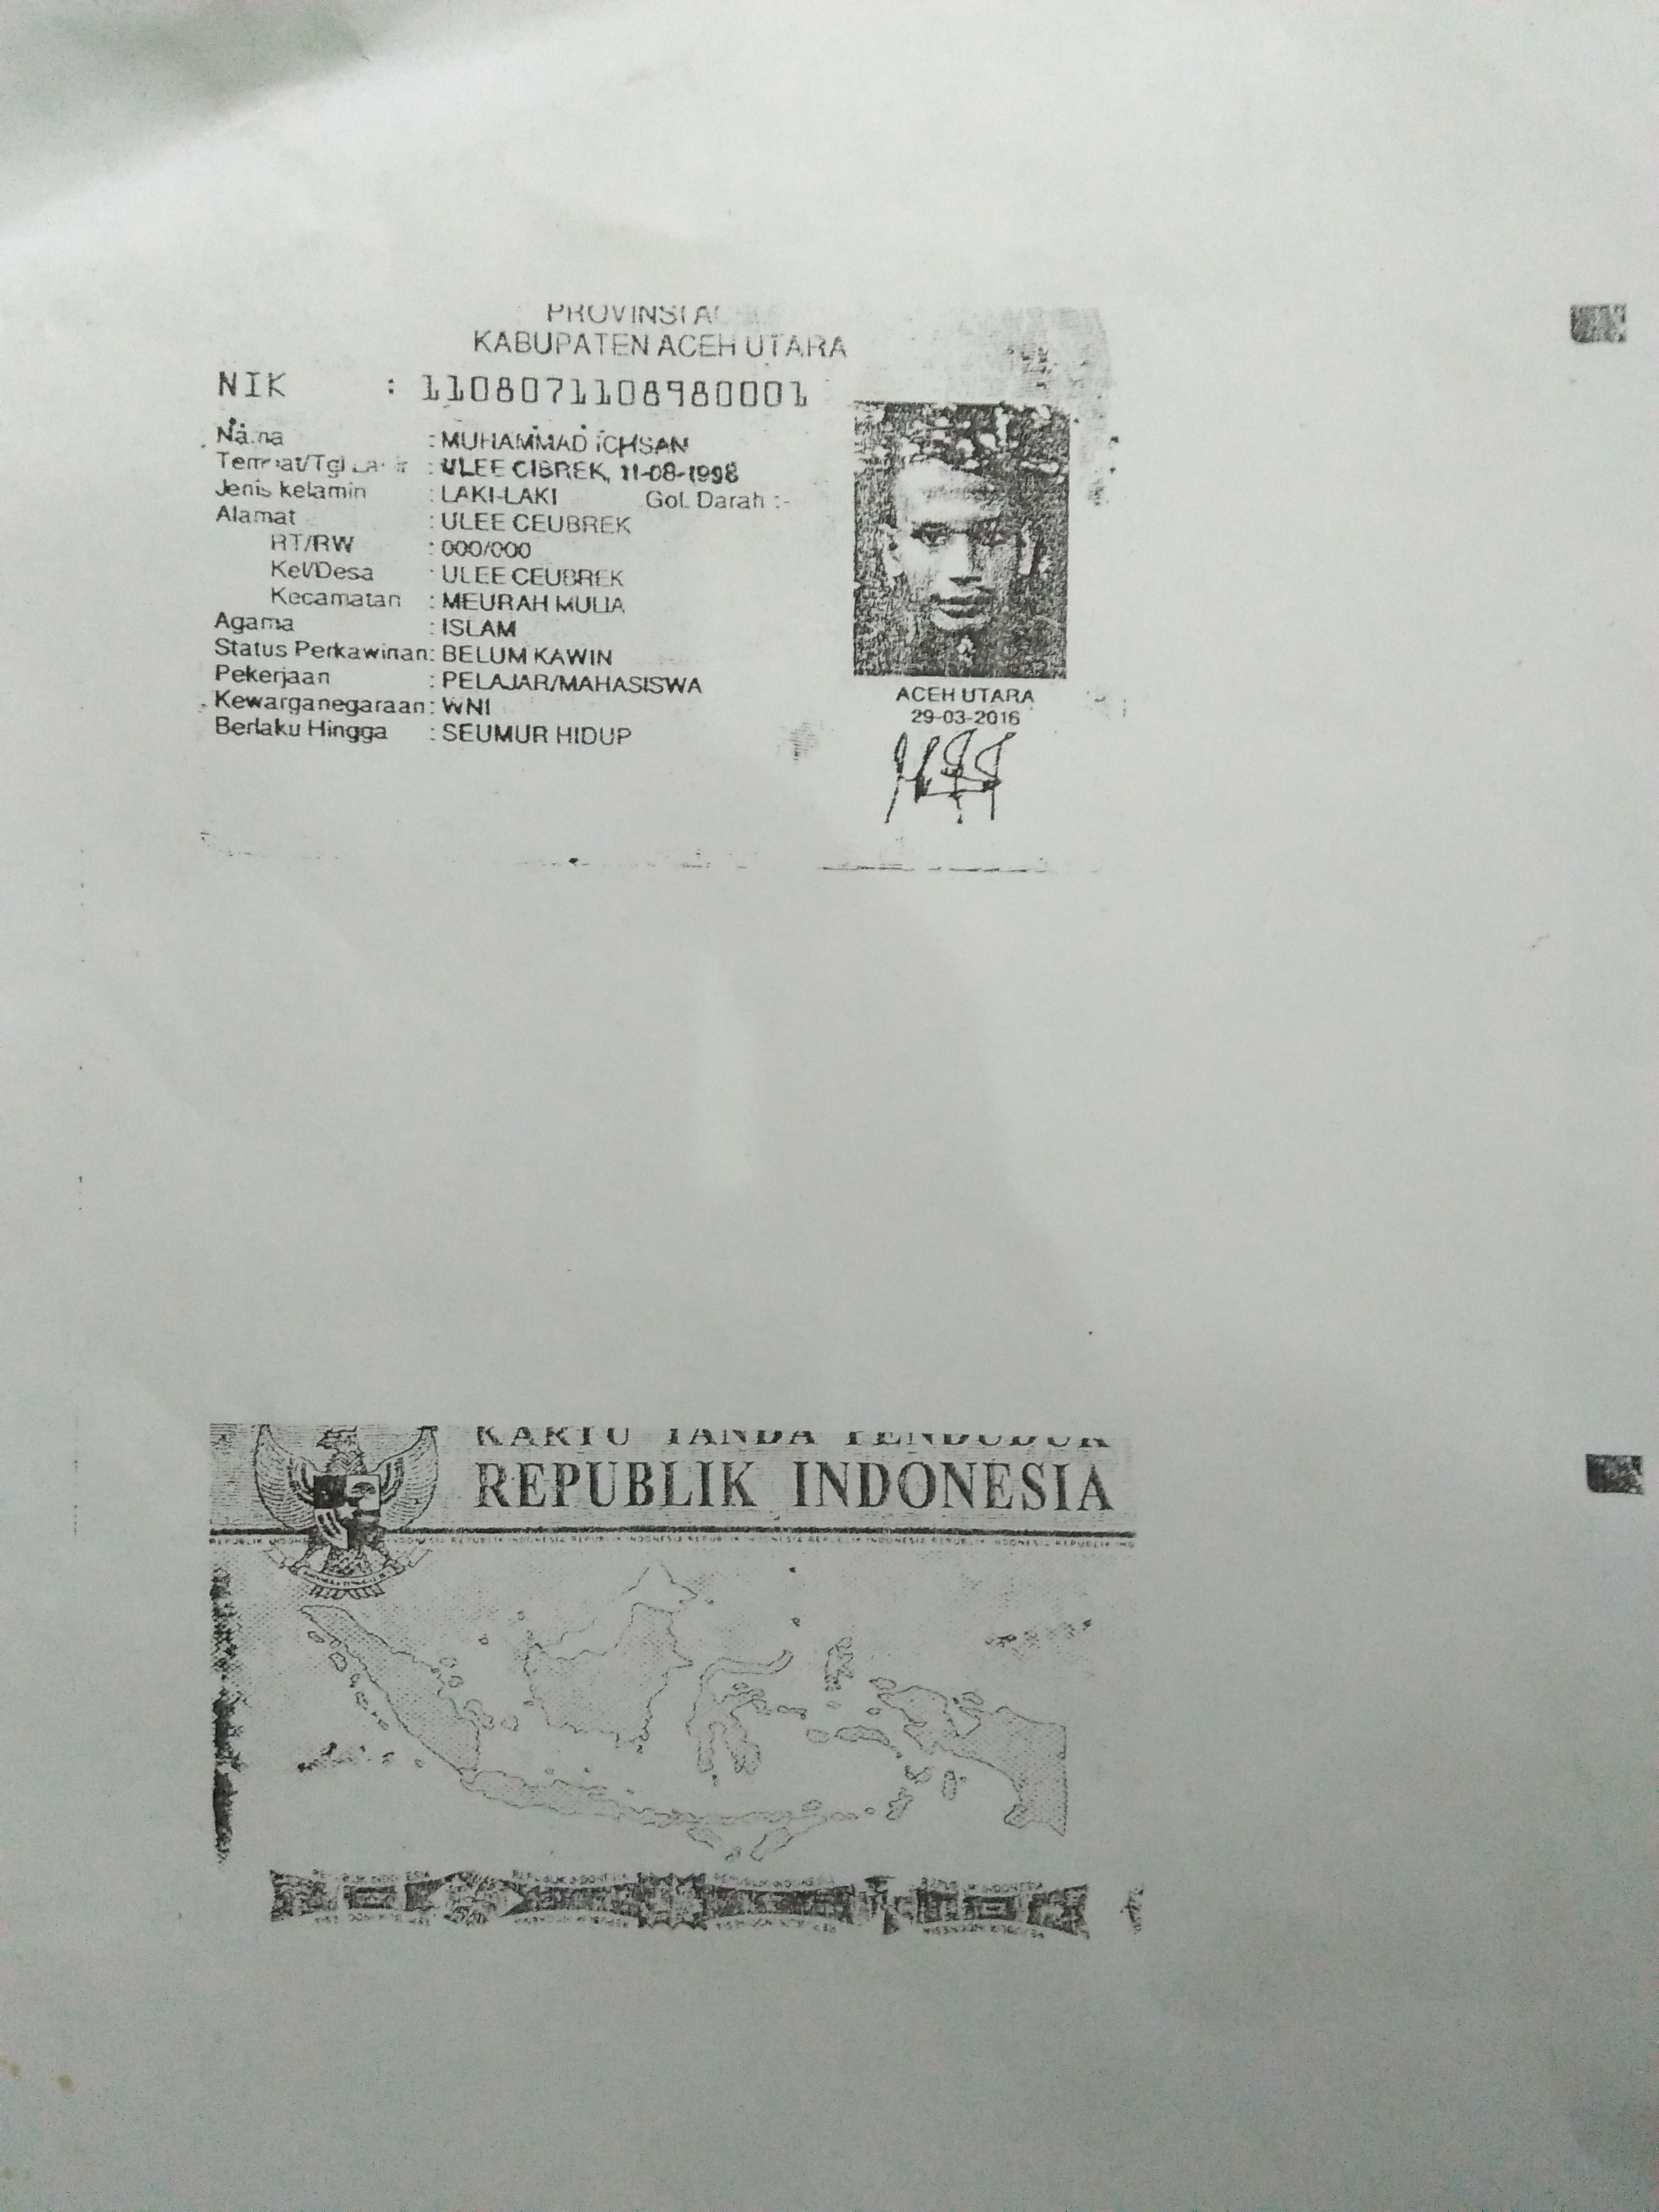 PROVINSI ACEH
KABUPATEN ACEH UTARA
NIK : 1108071108980001
Nama : MUHAMMAD ICHSAN
Tempat/Tgl Lahir : ULEE CIBREK, 11-08-1998
Jenis kelamin : LAKI-LAKI Gol. Darah :-
Alamat : ULEE CEUBREK
RT/RW : 000/000
Kel/Desa : ULEE CEUBREK
Kecamatan : MEURAH MULIA
Agama : ISLAM
Status Perkawinan: BELUM KAWIN
Pekerjaan : PELAJAR/MAHASISWA
Kewarganegaraan: WNI
Berlaku Hingga : SEUMUR HIDUP
ACEH UTARA
29-03-2016
KARTU TANDA PENDUDUK
REPUBLIK INDONESIA